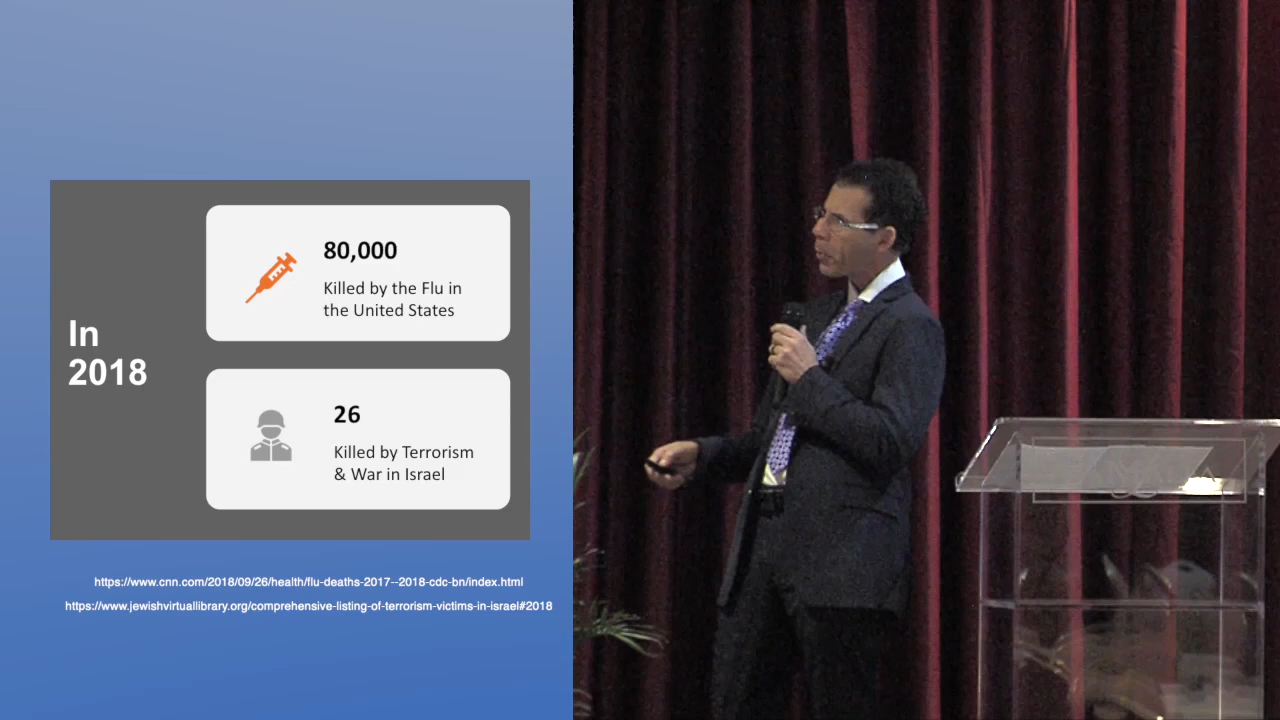 In
2018
80,000
Killed by the Flu in
the United States
26
Killed by Terrorism
& War in Israel
https://www.cnn.com/2018/09/26/health/flu-deaths-2017--2018-cdc-bn/index.html
https://www.jewishvirtuallibrary.org/comprehensive-listing-of-terrorism-victims-in-israel#2018